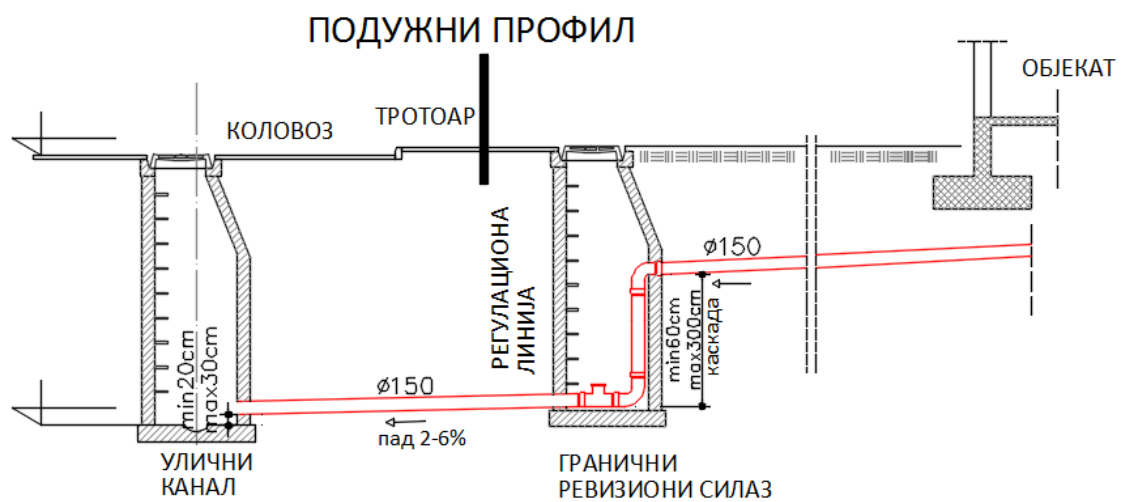 ПОДУЖНИ ПРОФИЛ
ОБЈЕКАТ
ТРОТОАР
КОЛОВОЗ
РЕГУЛАЦИОНА
ЛИНИЈА
ø150
min60cm
max300cm
каскада
min20cm
max30cm
ø150
пад 2-6%
УЛИЧНИ
КАНАЛ
ГРАНИЧНИ
РЕВИЗИОНИ СИЛАЗ